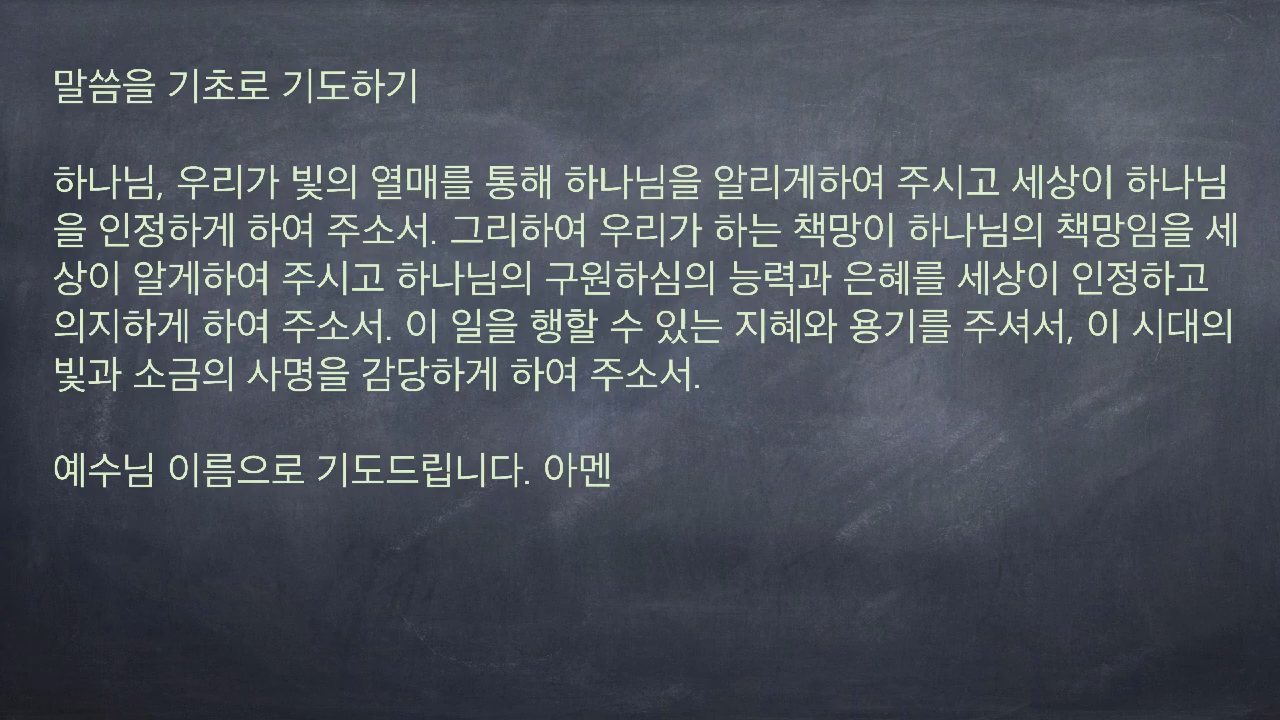 말씀을 기초로 기도하기
하나님, 우리가 빛의 열매를 통해 하나님을 알리게하여 주시고 세상이 하나님
을 인정하게 하여 주소서. 그리하여 우리가 하는 책망이 하나님의 책망임을 세
상이 알게하여 주시고 하나님의 구원하심의 능력과 은혜를 세상이 인정하고
의지하게 하여 주소서. 이 일을 행할 수 있는 지혜와 용기를 주셔서, 이 시대의
빛과 소금의 사명을 감당하게 하여 주소서.
예수님 이름으로 기도드립니다. 아멘